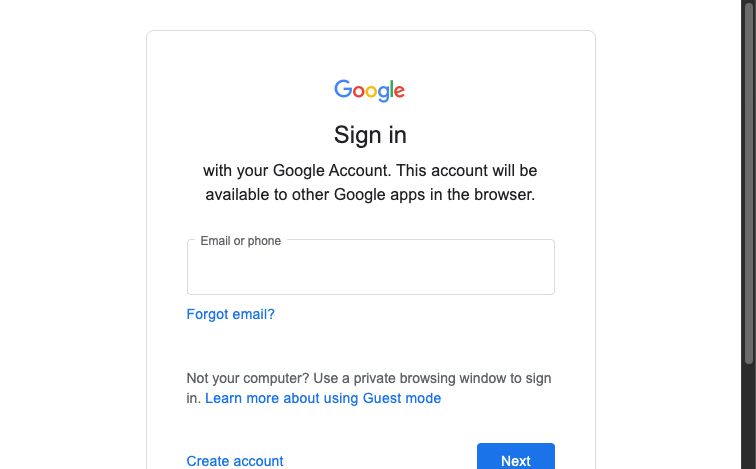 Google
Sign in
with your Google Account. This account will be
available to other Google apps in the browser.
Email or phone
Forgot email?
Not your computer? Use a private browsing window to sign
in. Learn more about using Guest mode
Create account
Next